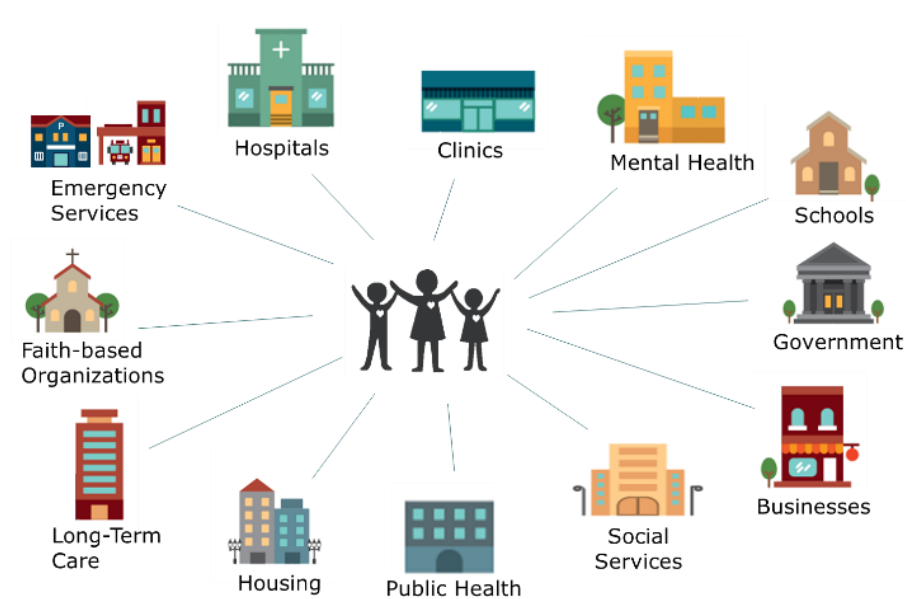 Hospitals
Clinics
Mental Health
P
Emergency
Services
Schools
Faith-based
Organizations
Government
Long-Term
Care
Housing
Public Health
Social
Services
Businesses